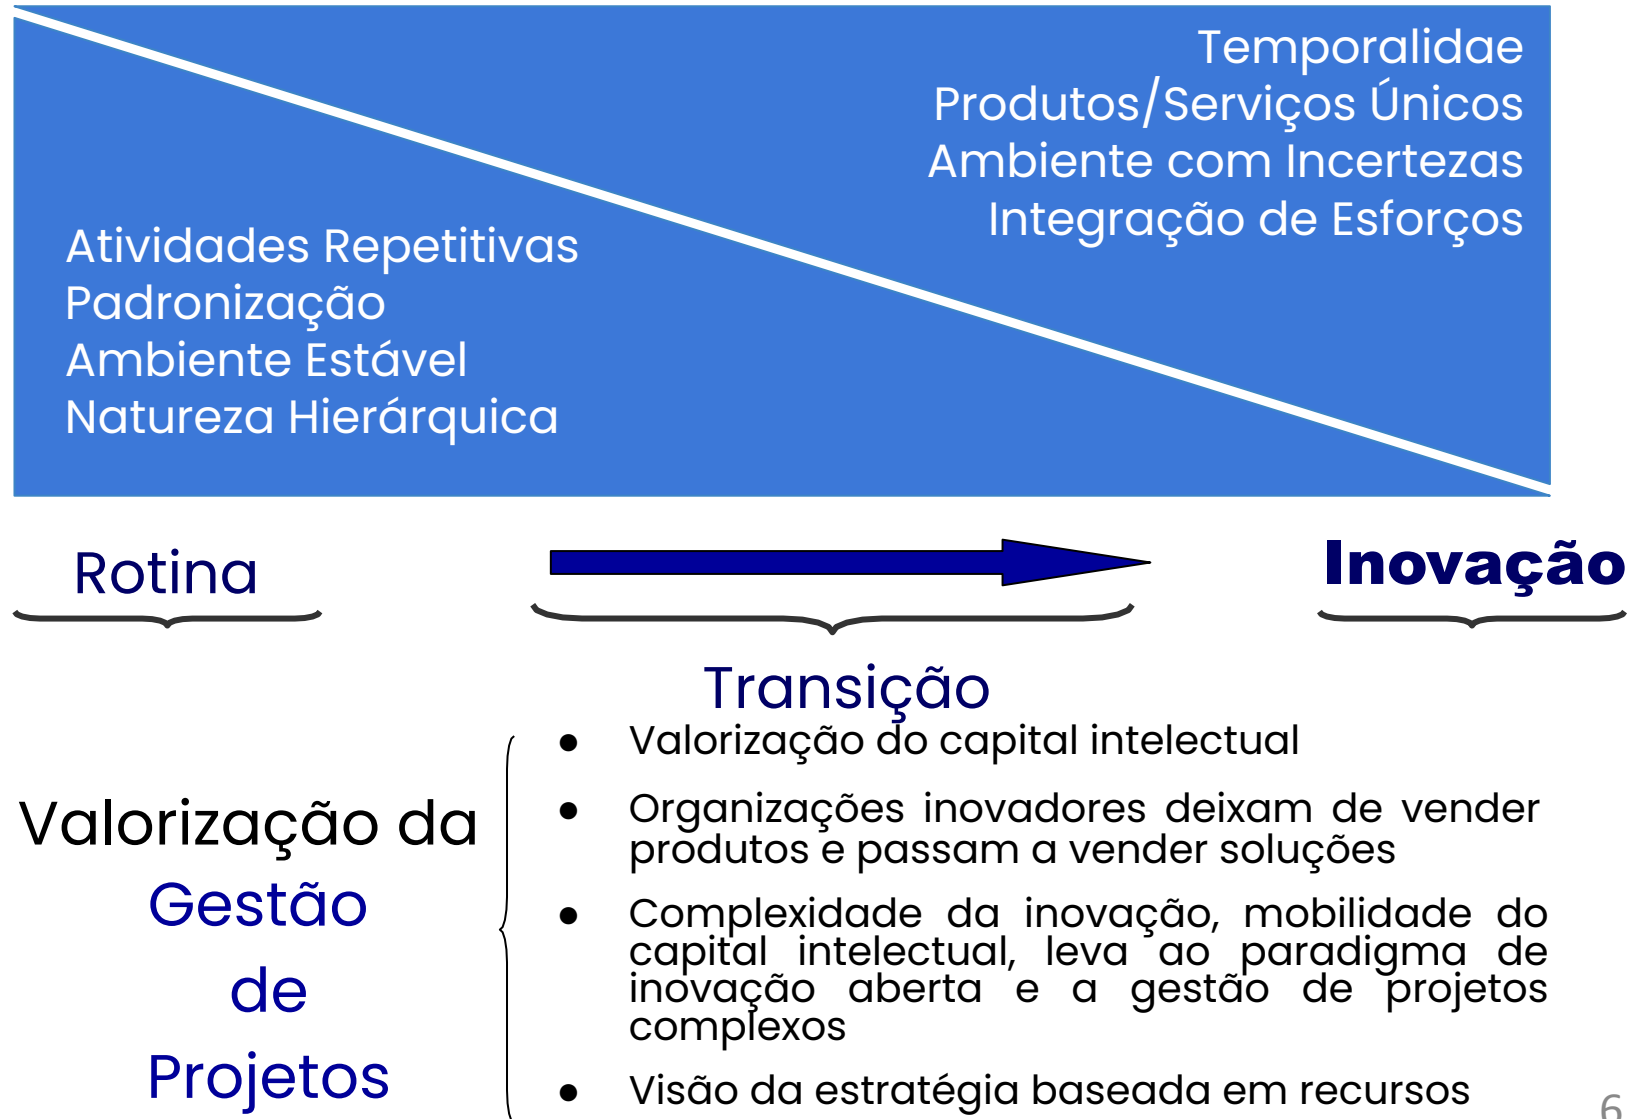 Temporalidae
Produtos/Serviços Únicos
Ambiente com Incertezas
Integração de Esforços
Atividades Repetitivas
Padronização
Ambiente Estável
Natureza Hierárquica
Rotina
Inovação
Transição
Valorização da
Gestão
de
Projetos
● Valorização do capital intelectual
● Organizações inovadores deixam de vender
produtos e passam a vender soluções
● Complexidade da inovação, mobilidade do
capital intelectual, leva ao paradigma de
inovação aberta e a gestão de projetos
complexos
● Visão da estratégia baseada em recursos
6